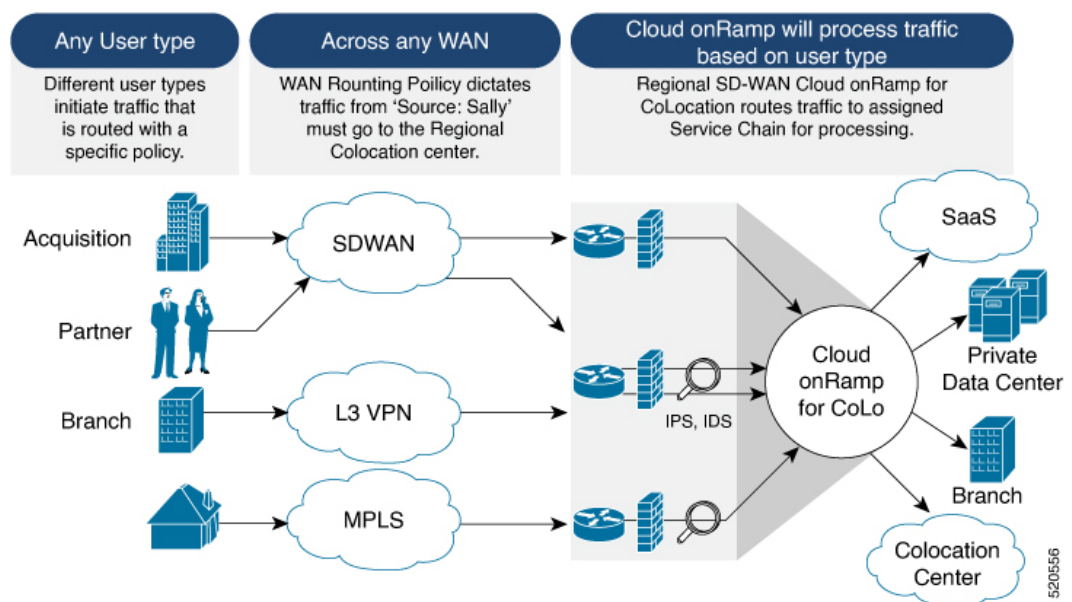 Any User type
Different user types
initiate traffic that
is routed with a
specific policy.
Across any WAN
WAN Rounting Poilicy dictates
traffic from ‘Source: Sally’
must go to the Regional
Colocation center.
Cloud onRamp will process traffic
based on user type
Regional SD-WAN Cloud onRamp for
CoLocation routes traffic to assigned
Service Chain for processing.
Acquisition
SDWAN
Partner
Branch
L3 VPN
MPLS
IPS, IDS
Cloud
onRamp
for CoLo
SaaS
Private
Data Center
Branch
Colocation
Center
520556